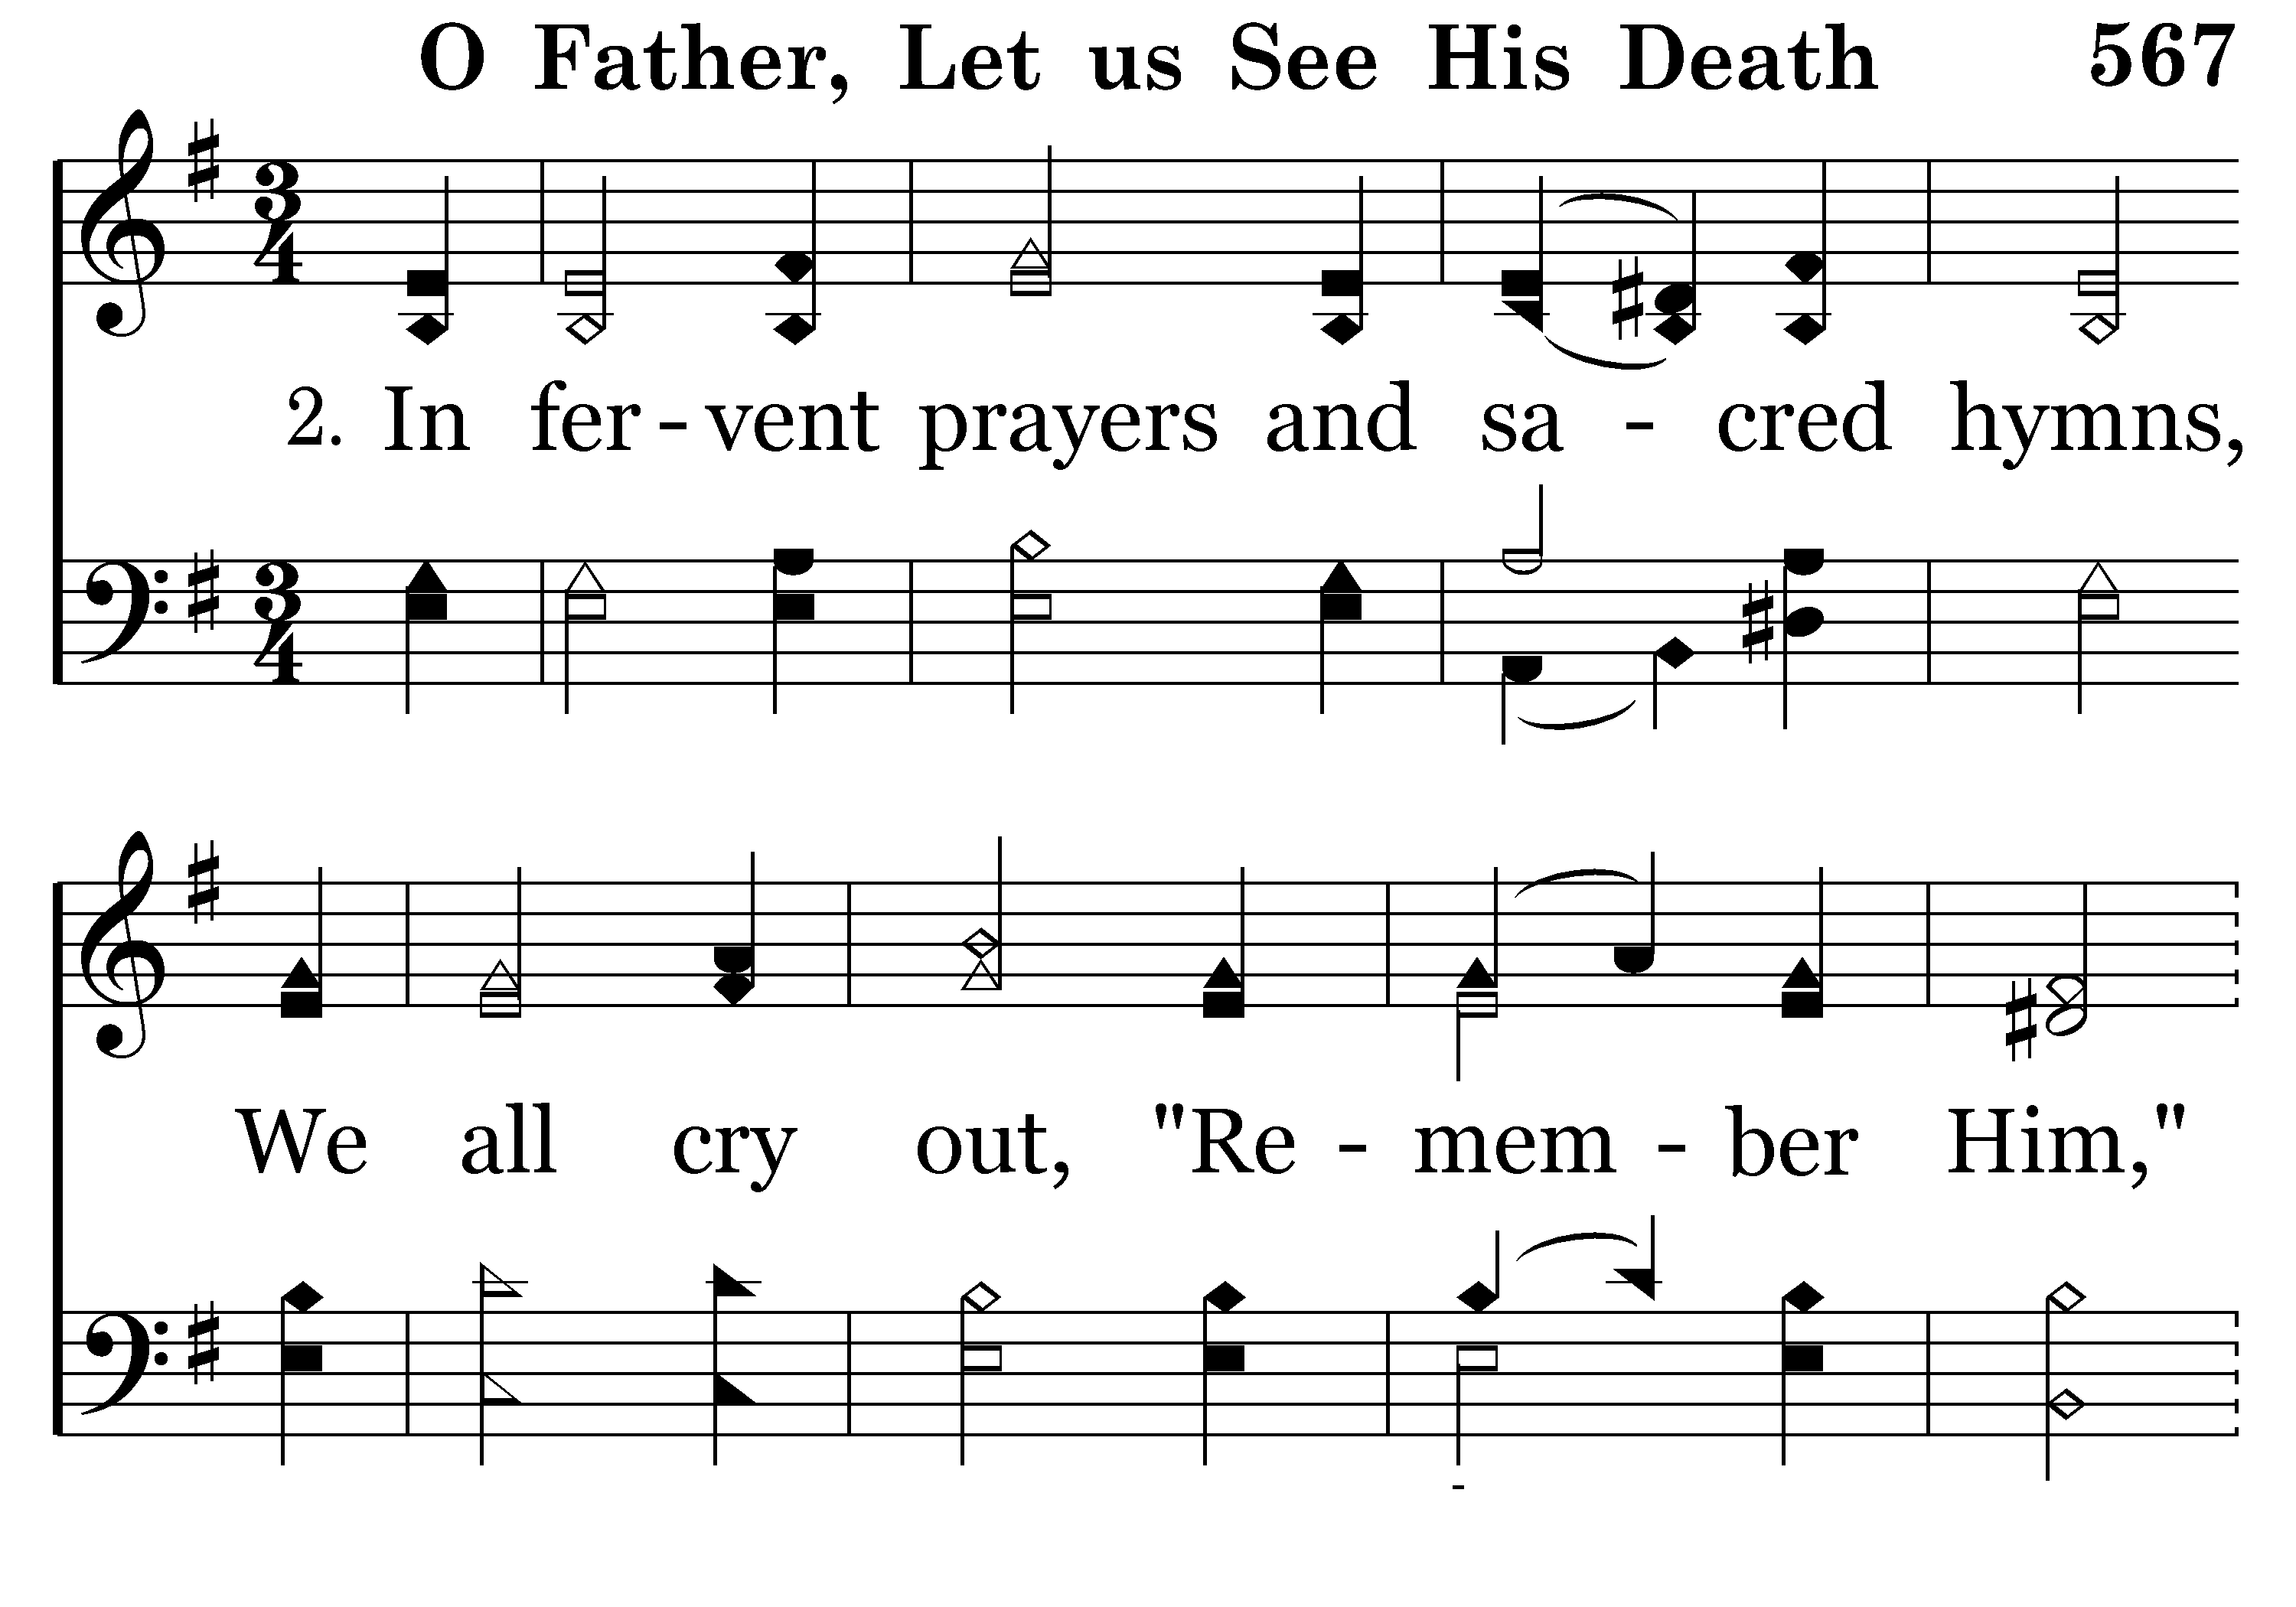 O Father, Let us See His Death 567
2. In fer - vent prayers and sa - cred hymns,
We all cry out, "Re - mem - ber Him,"